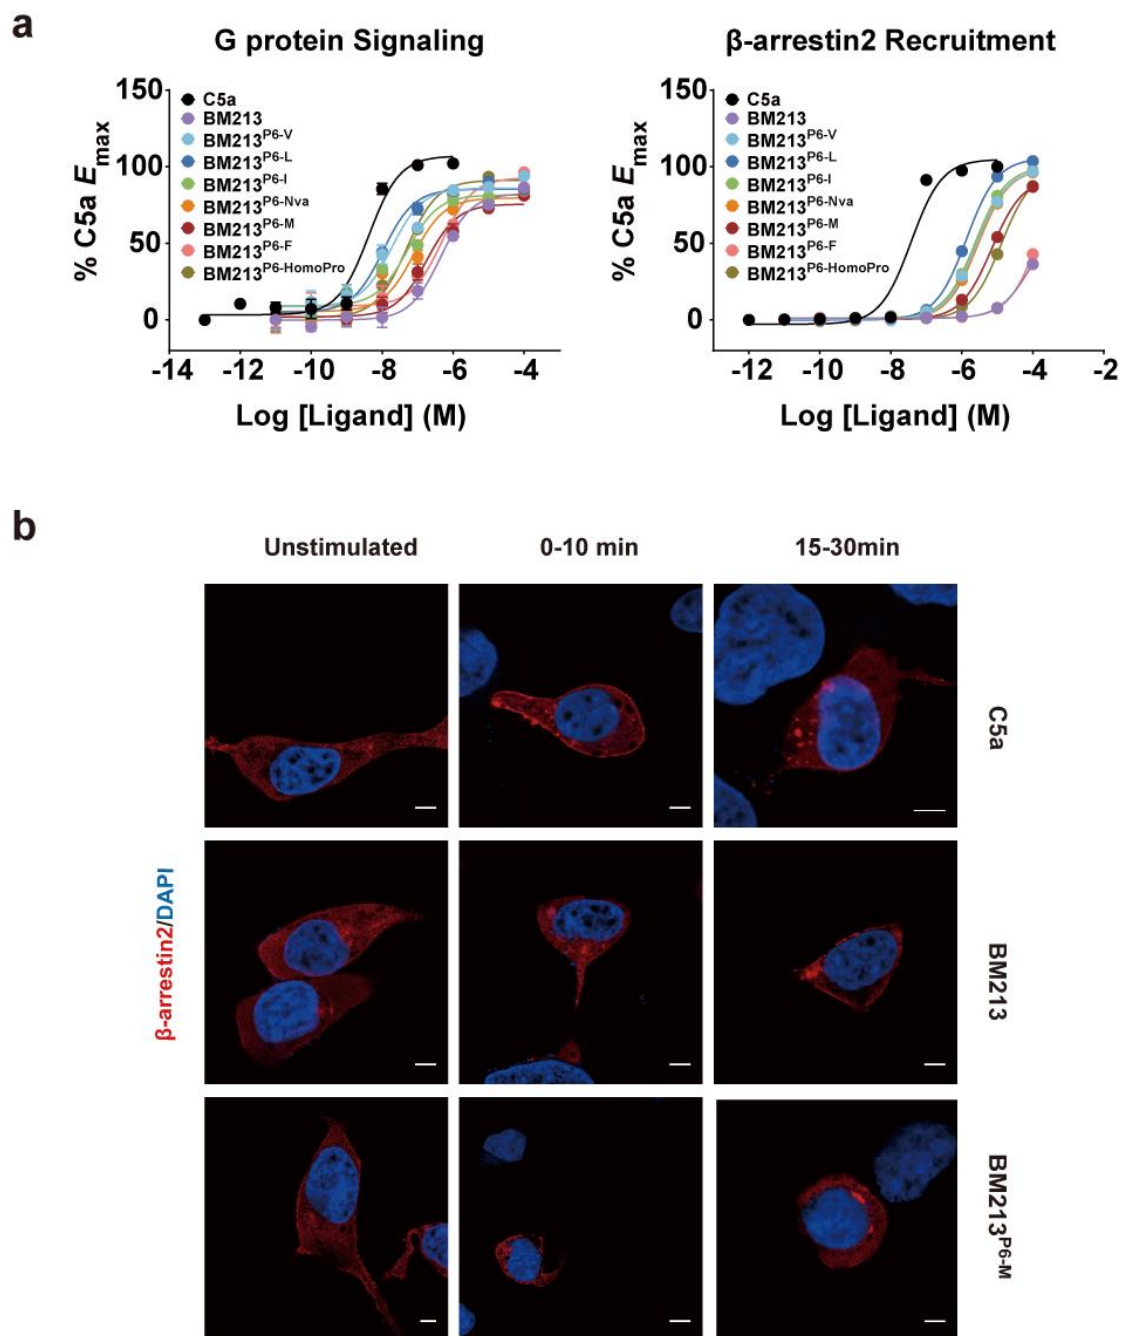 a
G protein Signaling
150
100
50
0
% C5a Emax
C5a
BM213
BM213P6-V
BM213P6-L
BM213P6-I
BM213P6-Nva
BM213P6-M
BM213P6-F
BM213P6-HomoPro
-14 -12 -10 -8 -6 -4
Log [Ligand] (M)
β-arrestin2 Recruitment
150
100
50
0
% C5a Emax
C5a
BM213
BM213P6-V
BM213P6-L
BM213P6-I
BM213P6-Nva
BM213P6-M
BM213P6-F
BM213P6-HomoPro
-12 -10 -8 -6 -4 -2
Log [Ligand] (M)
b
Unstimulated 0-10 min 15-30min
β-arrestin2/DAPI
C5a
BM213
BM213P6-M